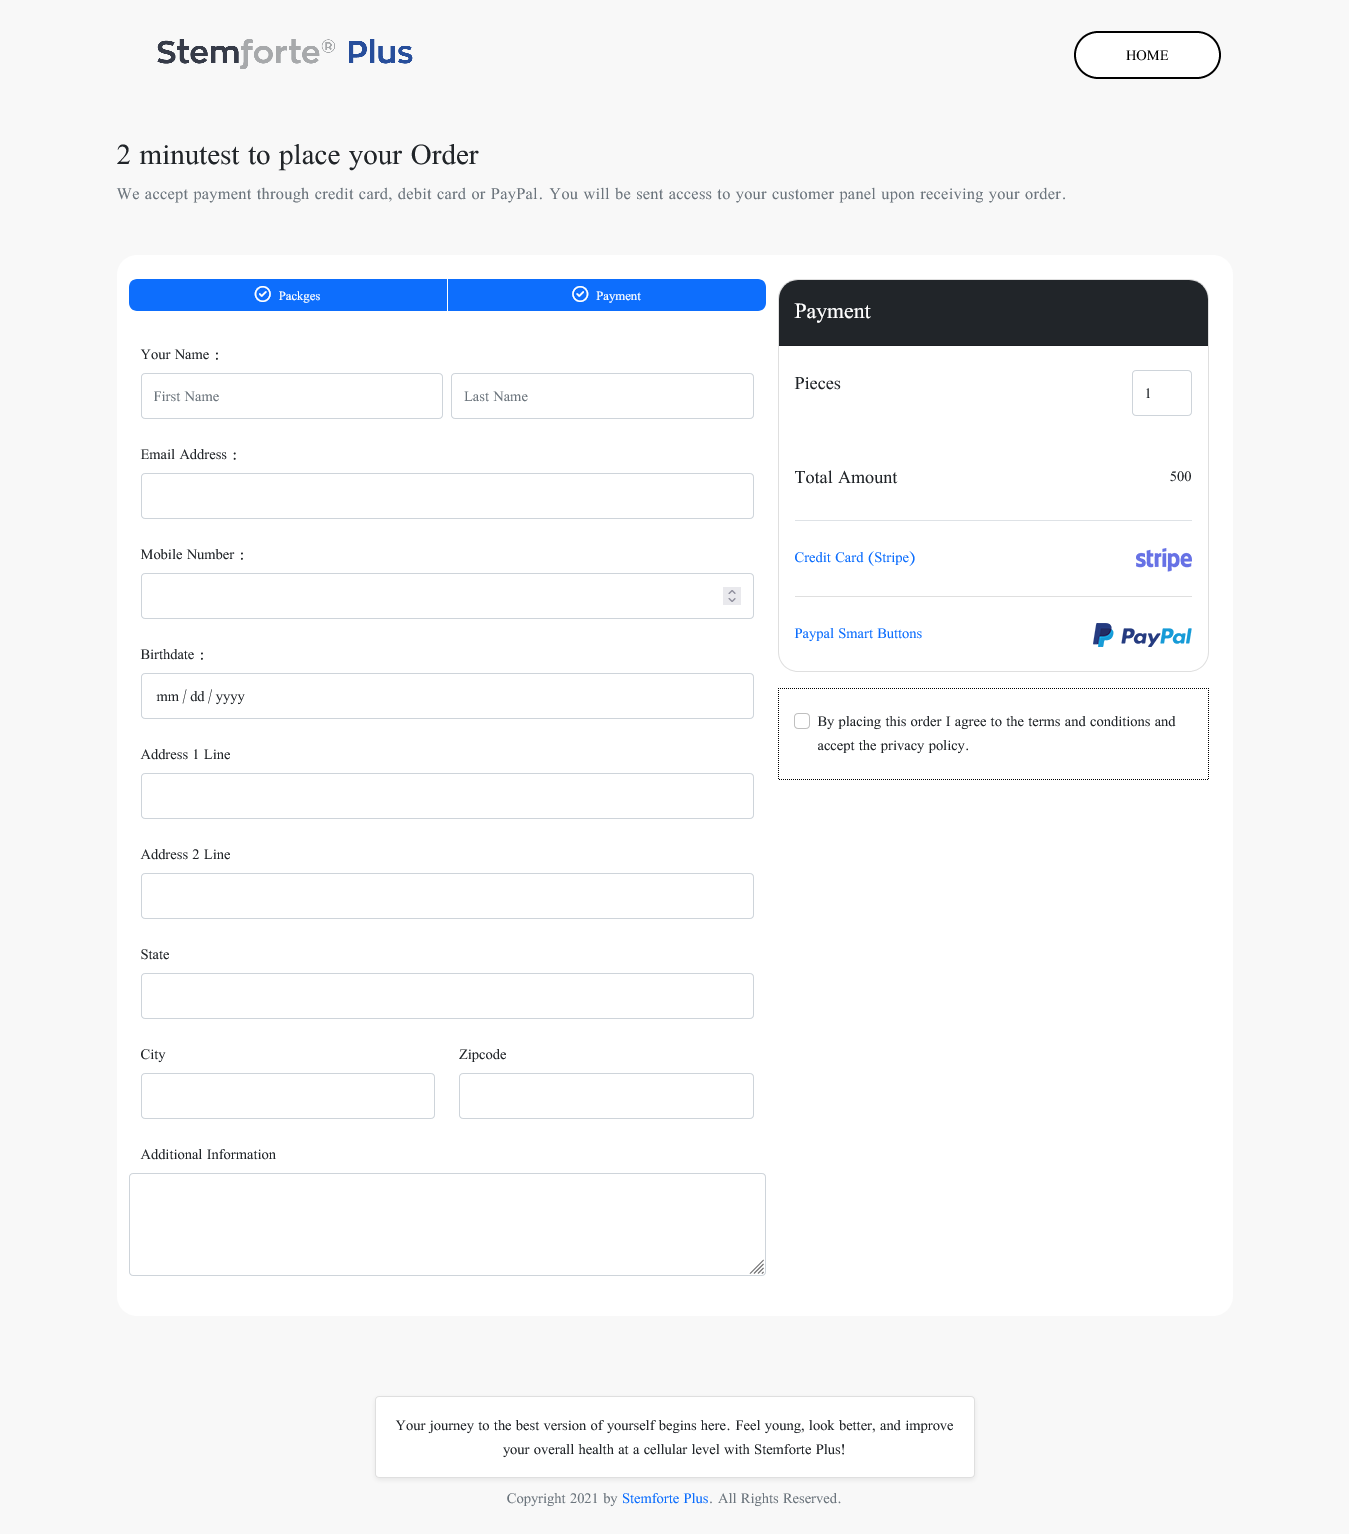 Stemforte® Plus
HOME
2 minutest to place your Order
We accept payment through credit card, debit card or PayPal. You will be sent access to your customer panel upon receiving your order.
Packges
Payment
Your Name :
First Name
Last Name
Email Address :
Mobile Number :
Birthdate :
mm / dd / yyyy
Address 1 Line
Address 2 Line
State
City
Zipcode
Additional Information
Payment
Pieces
1
Total Amount
500
Credit Card (Stripe)
stripe
Paypal Smart Buttons
PayPal
By placing this order I agree to the terms and conditions and
accept the privacy policy.
Your journey to the best version of yourself begins here. Feel young, look better, and improve
your overall health at a cellular level with Stemforte Plus!
Copyright 2021 by Stemforte Plus. All Rights Reserved.